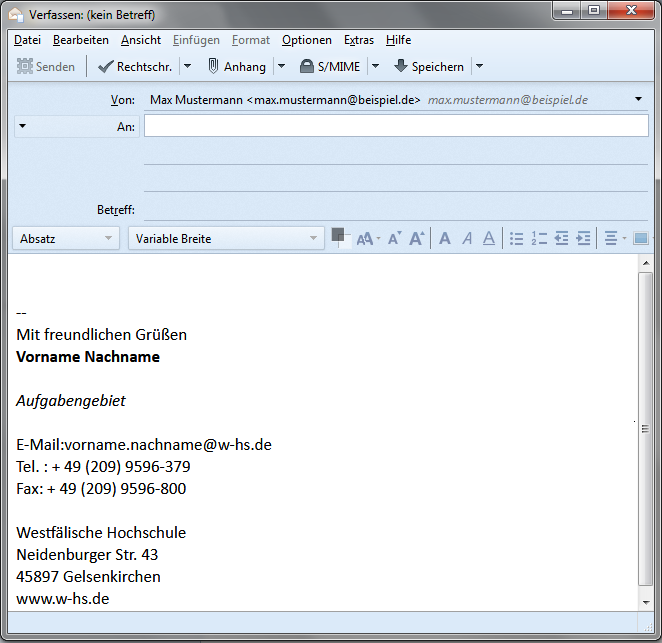 Verfassen: (kein Betreff)
Datei Bearbeiten Ansicht Einfügen Format Optionen Extras Hilfe
Senden Rechtschr. Anhang S/MIME Speichern
Von: Max Mustermann <max.mustermann@beispiel.de> max.mustermann@beispiel.de
An:
Betreff:
Absatz Variable Breite
--
Mit freundlichen Grüßen
Vorname Nachname
Aufgabengebiet
E-Mail:vorname.nachname@w-hs.de
Tel. : + 49 (209) 9596-379
Fax: + 49 (209) 9596-800
Westfälische Hochschule
Neidenburger Str. 43
45897 Gelsenkirchen
www.w-hs.de